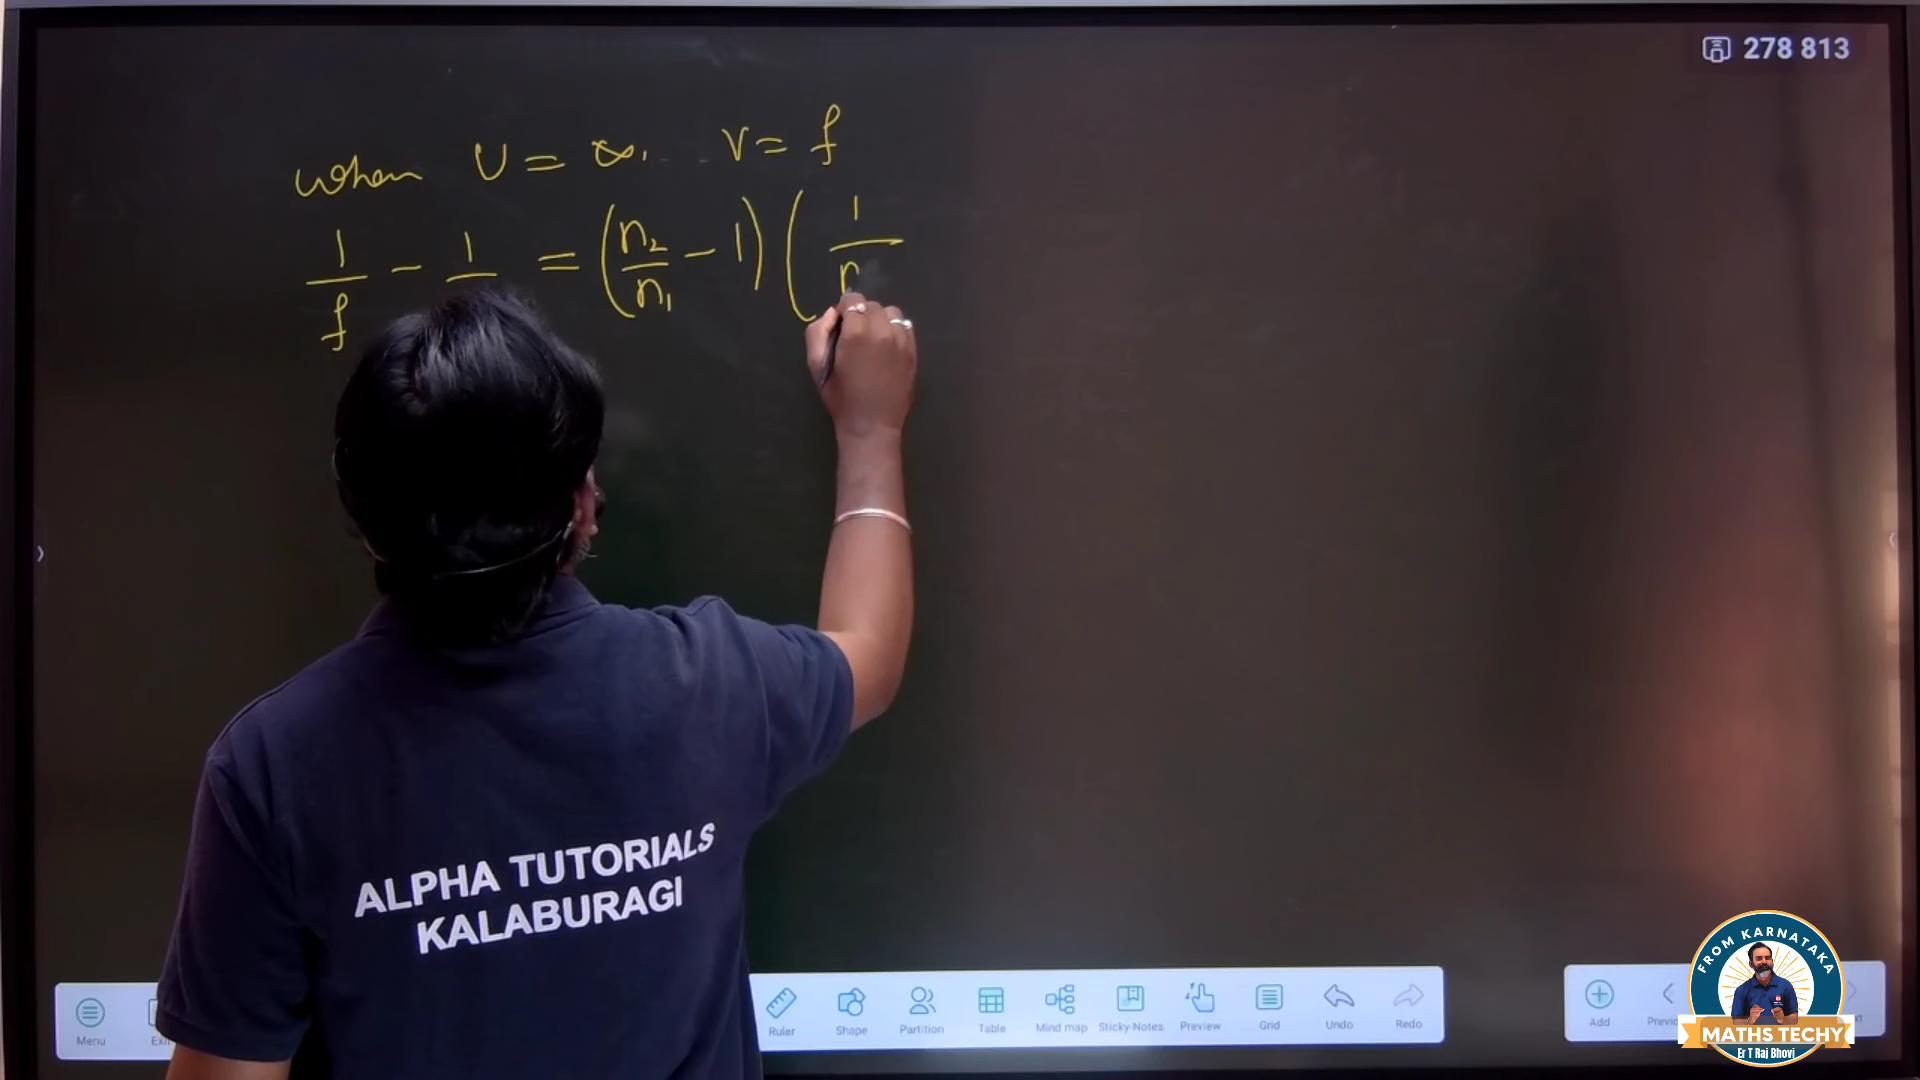 278 813
when U = ∞, v = f
1/f - 1/ = (n₂/n₁ - 1) ( 1/n
ALPHA TUTORIALS
KALABURAGI
Menu
Ruler Shape Partition Table Mind map Sticky-Notes Preview Grid Undo Redo Add
FROM KARNATAKA
MATHS TECHY
Er T Raj Bhovi